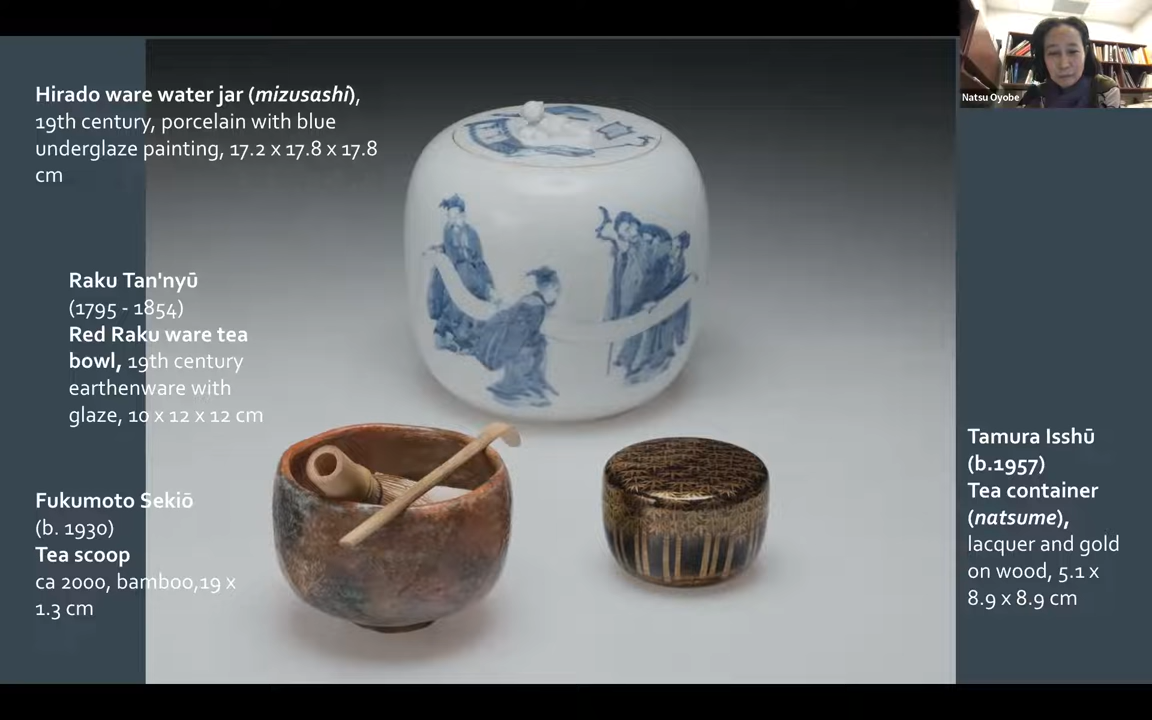 Hirado ware water jar (mizusashi),
19th century, porcelain with blue
underglaze painting, 17.2 x 17.8 x 17.8
cm
Raku Tan'nyū
(1795 - 1854)
Red Raku ware tea
bowl, 19th century
earthenware with
glaze, 10 x 12 x 12 cm
Fukumoto Sekiō
(b. 1930)
Tea scoop
ca 2000, bamboo,19 x
1.3 cm
Tamura Isshū
(b.1957)
Tea container
(natsume),
lacquer and gold
on wood, 5.1 x
8.9 x 8.9 cm
Natsu Oyobe